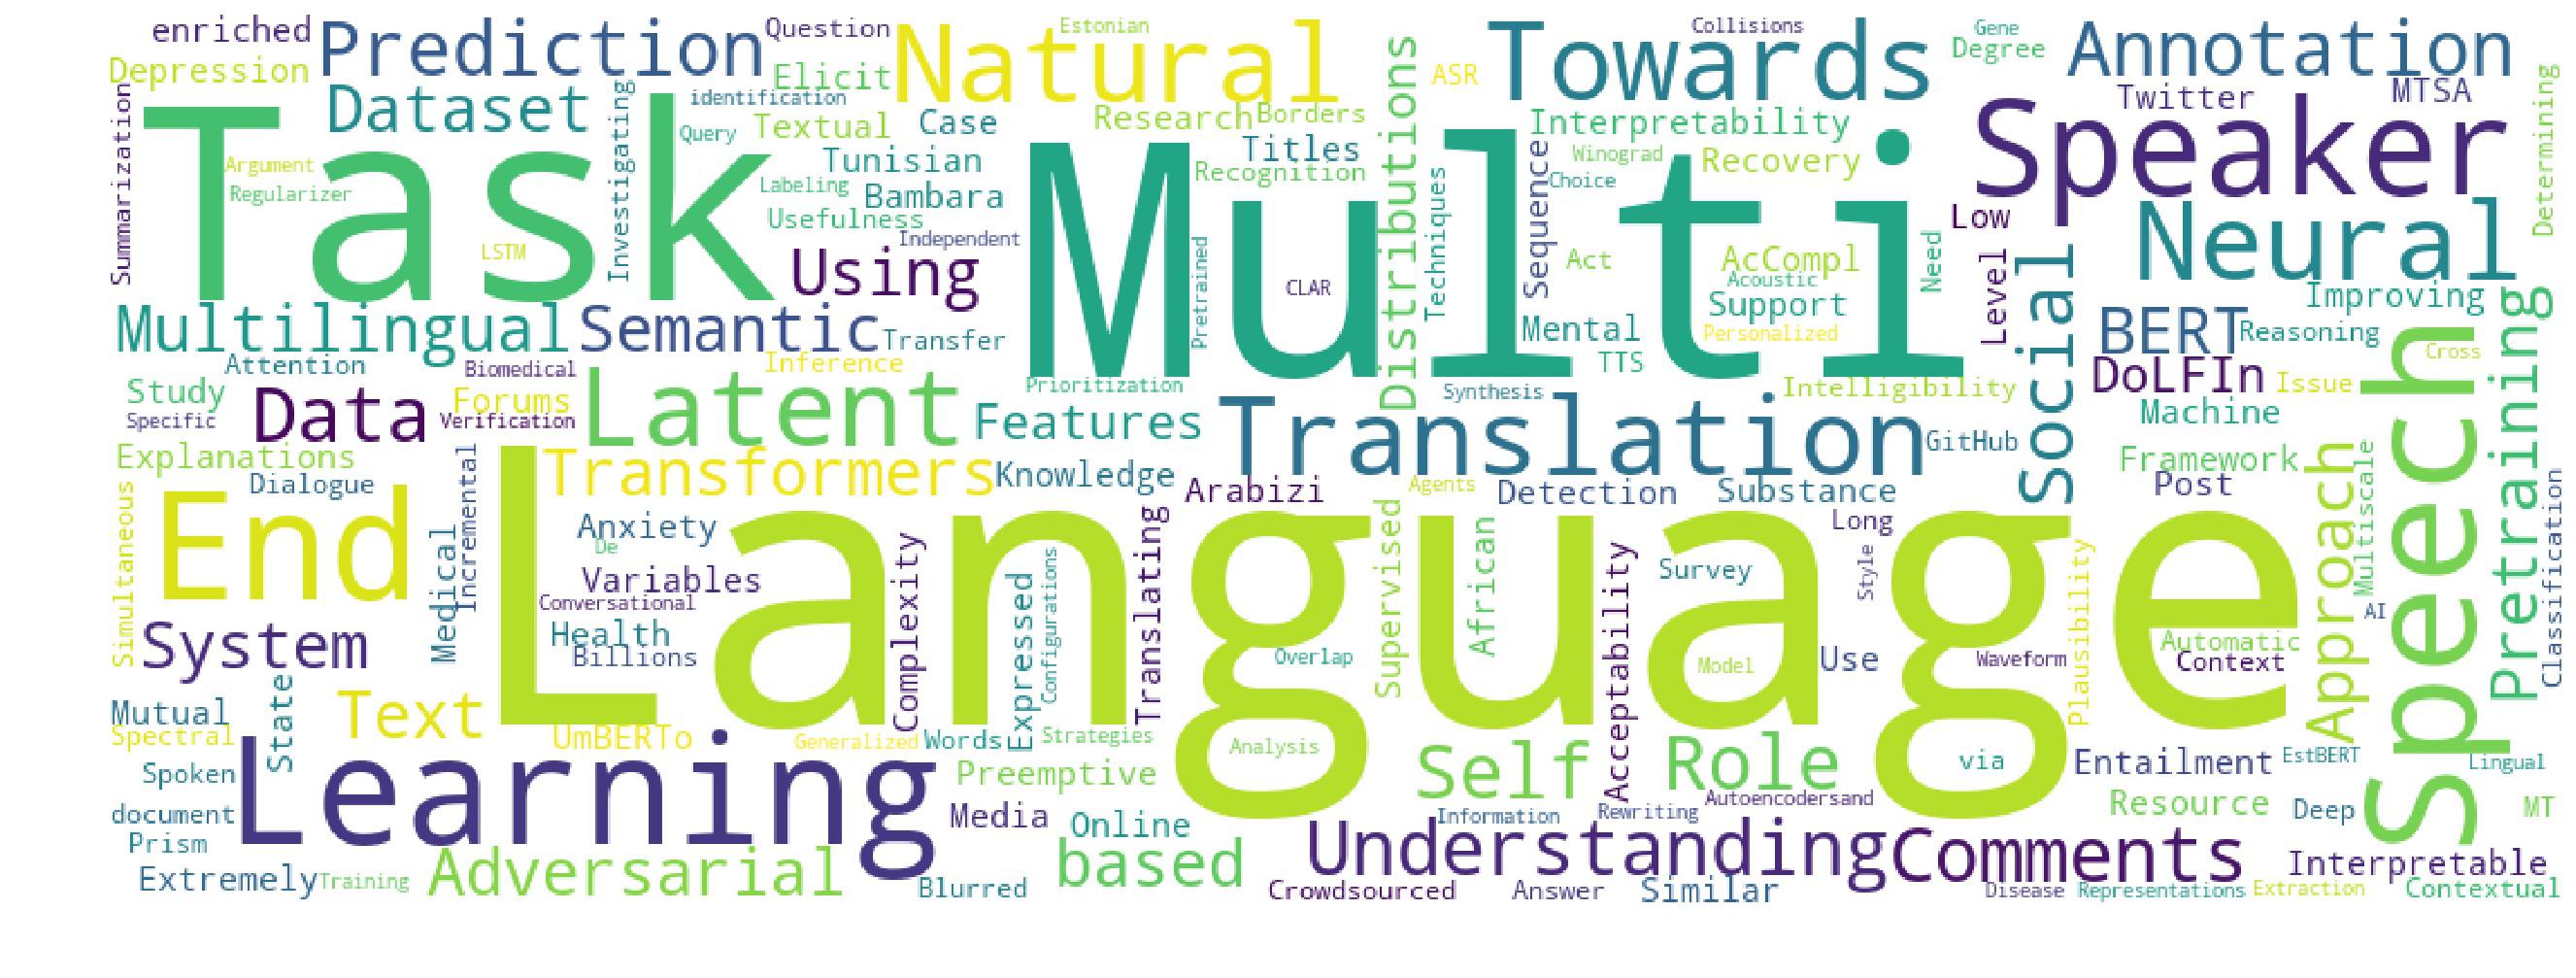 enriched
Prediction
Question
Natural
Estonian
Towards
Collisions
Gene
Degree
Annotation
Depression
Dataset
Elicit
ASR
Twitter
MTSA
Determining
Summarization
Task
Investigating
identification
Query
Textual
Case
Research
Borders
Distributions
Interpretability
Speaker
Argument
Regularizer
LSTM
Labeling
Tunisian
Bambara
Usefulness
Independent
Using
Multi
Titles
Recognition
Pretrained
CLAR
Techniques
Sequence
Winograd
Choice
Recovery
Act
AcCompl
Acoustic
Support
Personalized
Need
Low
Level
Social
Neural
Improving
Multilingual
Semantic
Transfer
Mental
TTS
BERT
Reasoning
Cross
Attention
Biomedical
Inference
Study
Specific
Data
Forums
Verification
Latent
Features
Prioritization
Synthesis
Intelligibility
DoLFIn
Issue
Machine
Speech
Pretraining
Translation
GitHub
Explanations
Dialogue
Incremental
Transformers
Knowledge
Arabizi
Agents
Detection
Substance
Framework
Post
Approach
Multiscale
Classification
Simultaneous
End
Medical
Language
Anxiety
De
Variables
Conversational
Health
Billions
Complexity
Expressed
Configurations
Translating
Overlap
Supervised
African
Acceptability
Survey
Long
Style
Model
Use
Waveform
Plausibility
Automatic
Context
AI
System
State
Text
Mutual
Spectral
UmBERTo
Generalized
Words
Strategies
Analysis
Spoken
document
Prism
Learning
Preemptive
Media
Online
Self
Role
via
Entailment
EstBERT
Lingual
Autoencodersand
Information
Rewriting
Resource
Deep
MT
Extremely
Training
Adversarial
Blurred
based
Understanding
Comments
Interpretable
Crowdsourced
Answer
Similar
Disease
Representations
Extraction
Contextual